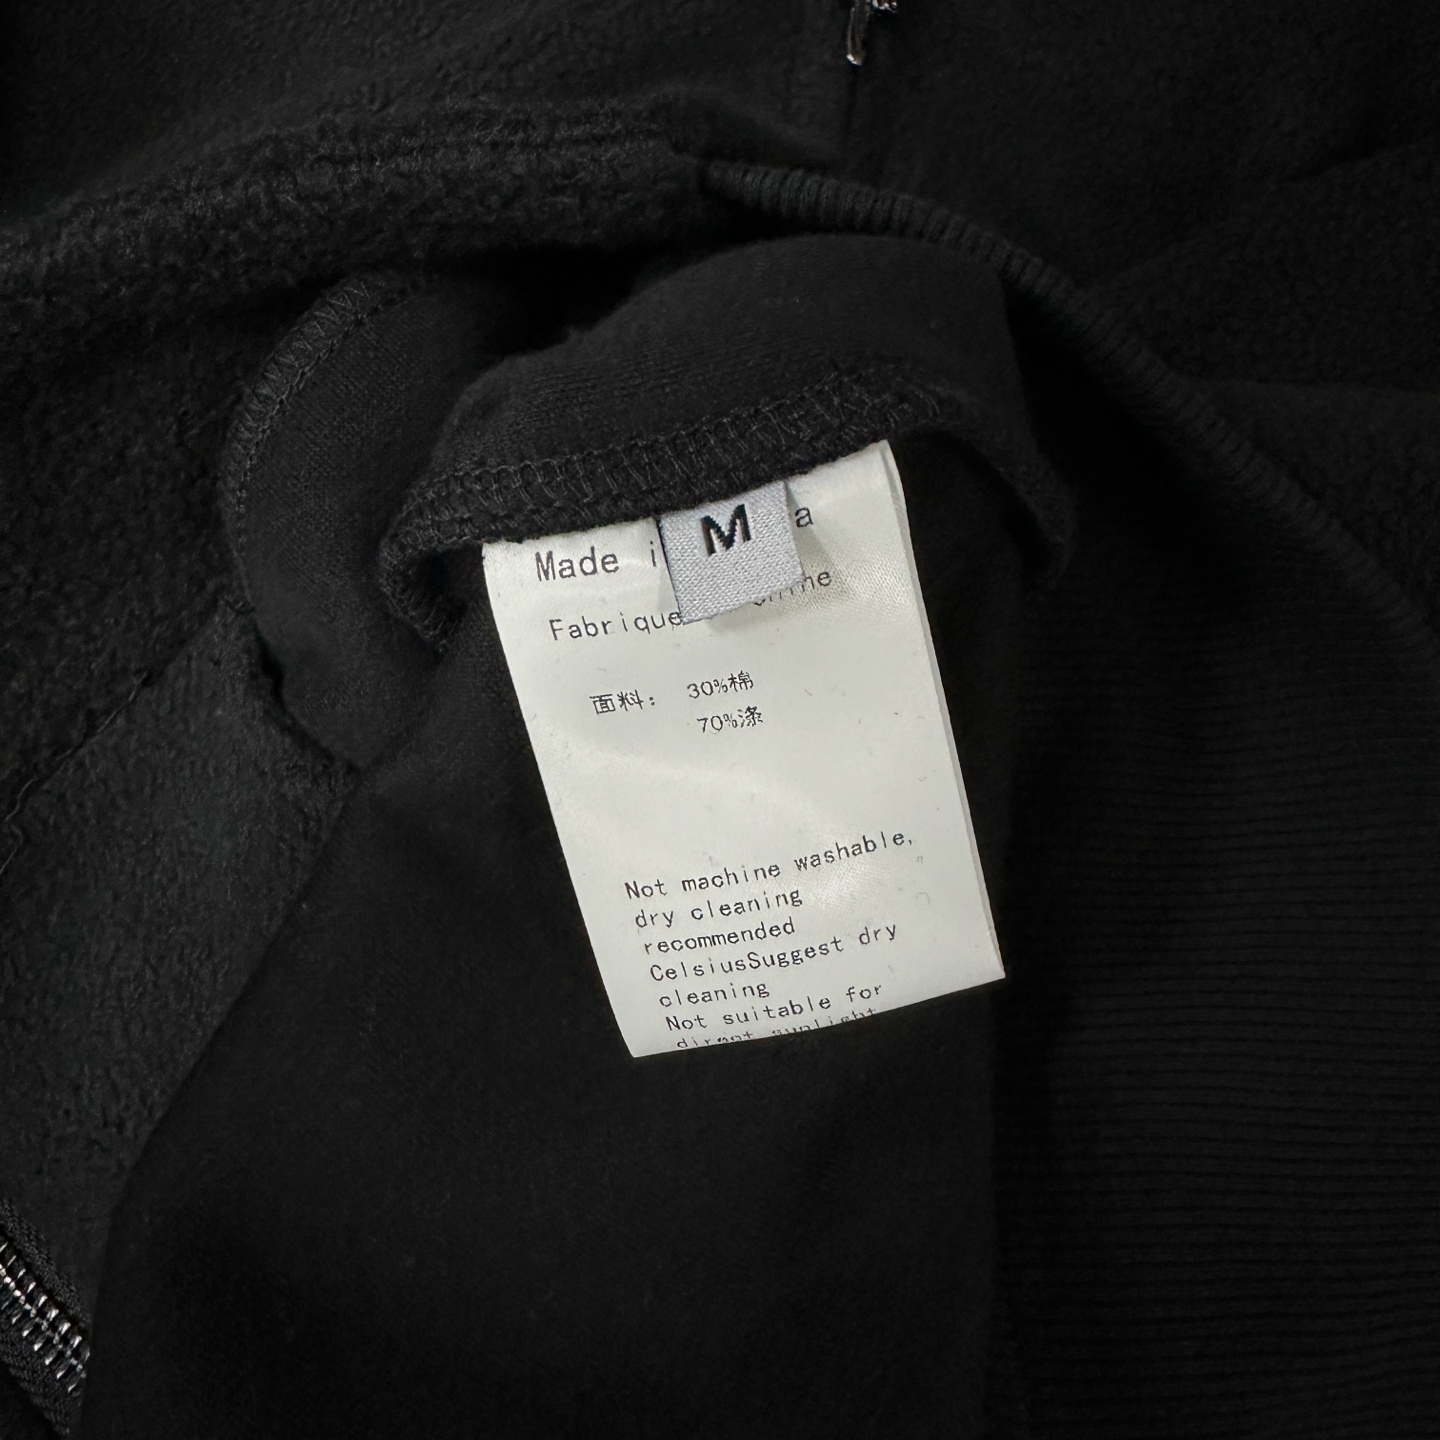 M
Made i a
Fabrique
面料: 30%棉
70%涤
Not machine washable,
dry cleaning
recommended
CelsiusSuggest dry
cleaning
Not suitable for